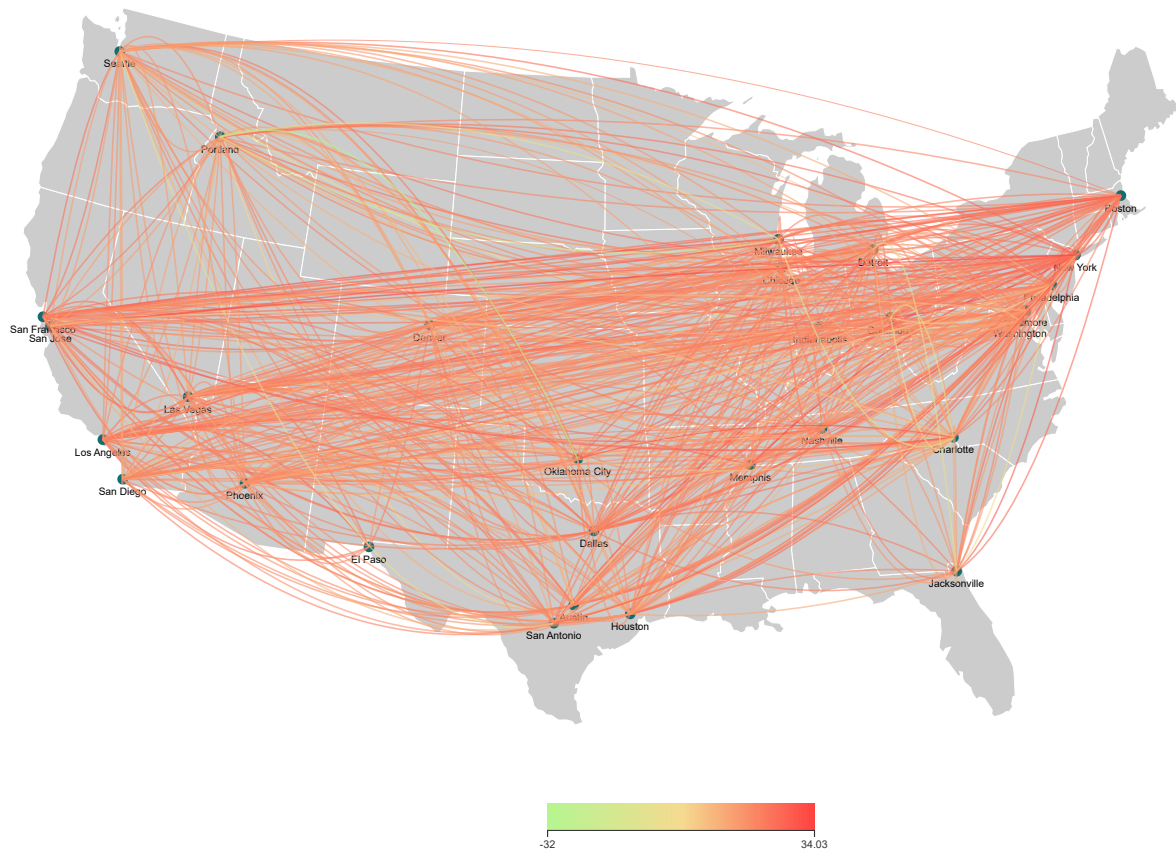 Seattle
Portland
Boston
Milwaukee
Detroit
New York
Chicago
Philadelphia
San Francisco
San Jose
Denver
Indianapolis
Washington
Las Vegas
Los Angeles
Nashville
Charlotte
Oklahoma City
Memphis
San Diego
Phoenix
Dallas
El Paso
Jacksonville
Austin
Houston
San Antonio
-32
34.03